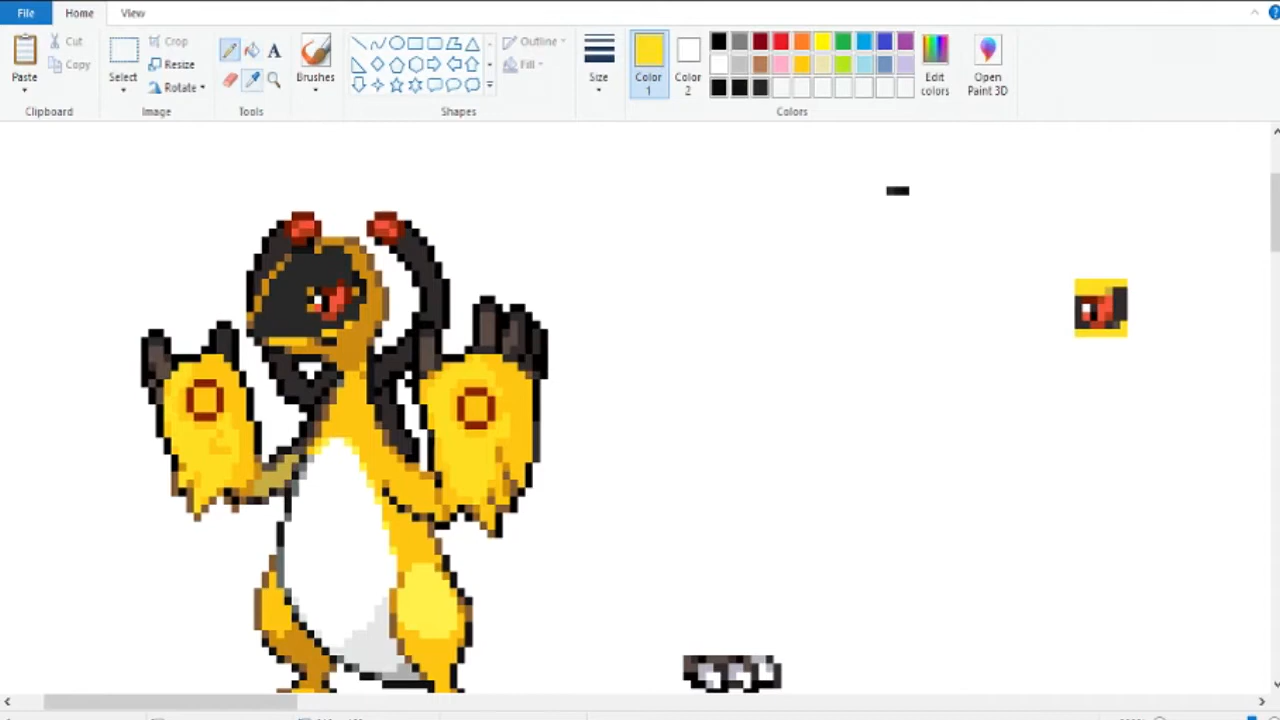 File Home View
Paste Cut Copy
Clipboard
Select Crop Resize Rotate
Image
A
Tools
Brushes
Outline
Fill
Shapes
Size
Color 1
Color 2
Edit colors
Colors
Open Paint 3D